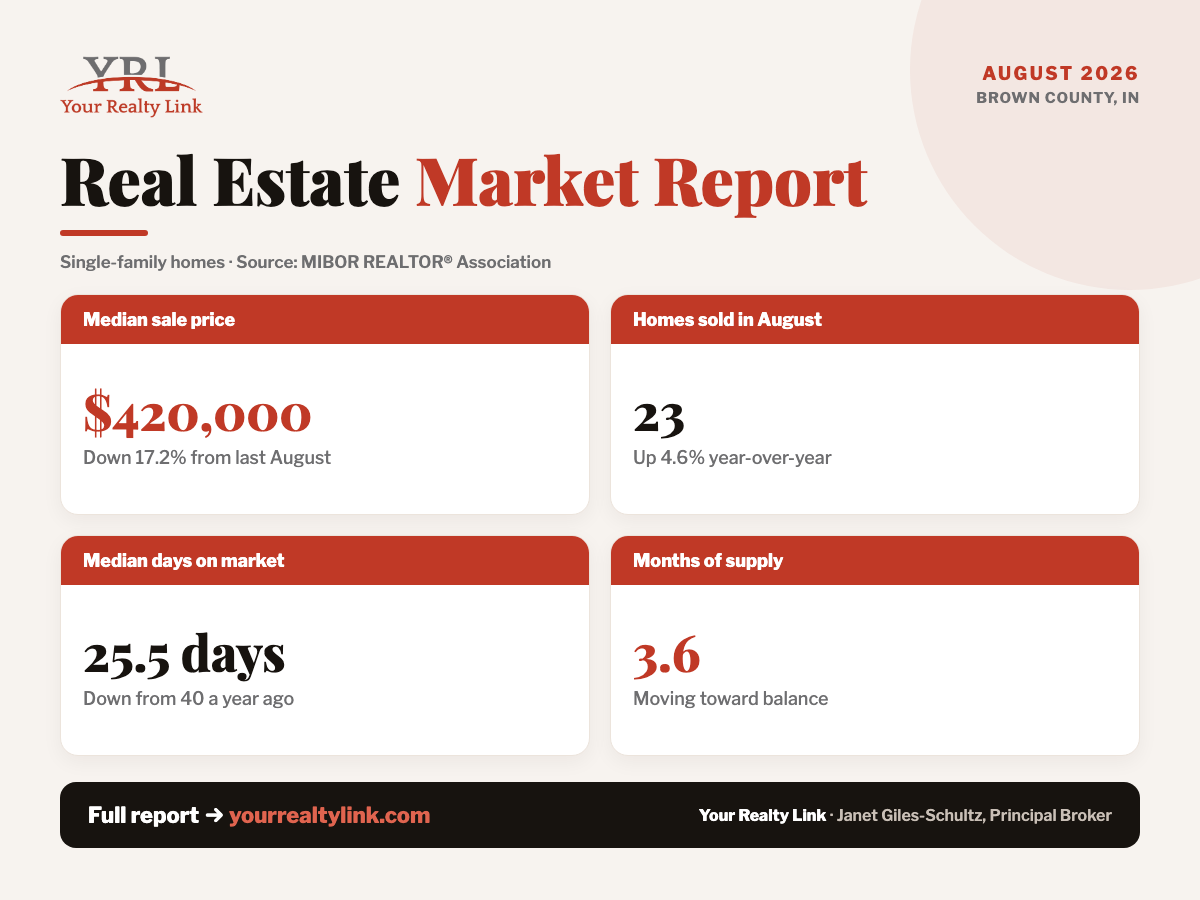 YRL
Your Realty Link
AUGUST 2026
BROWN COUNTY, IN
Real Estate Market Report
Single-family homes · Source: MIBOR REALTOR® Association
Median sale price
$420,000
Down 17.2% from last August
Homes sold in August
23
Up 4.6% year-over-year
Median days on market
25.5 days
Down from 40 a year ago
Months of supply
3.6
Moving toward balance
Full report → yourrealtylink.com
Your Realty Link · Janet Giles-Schultz, Principal Broker